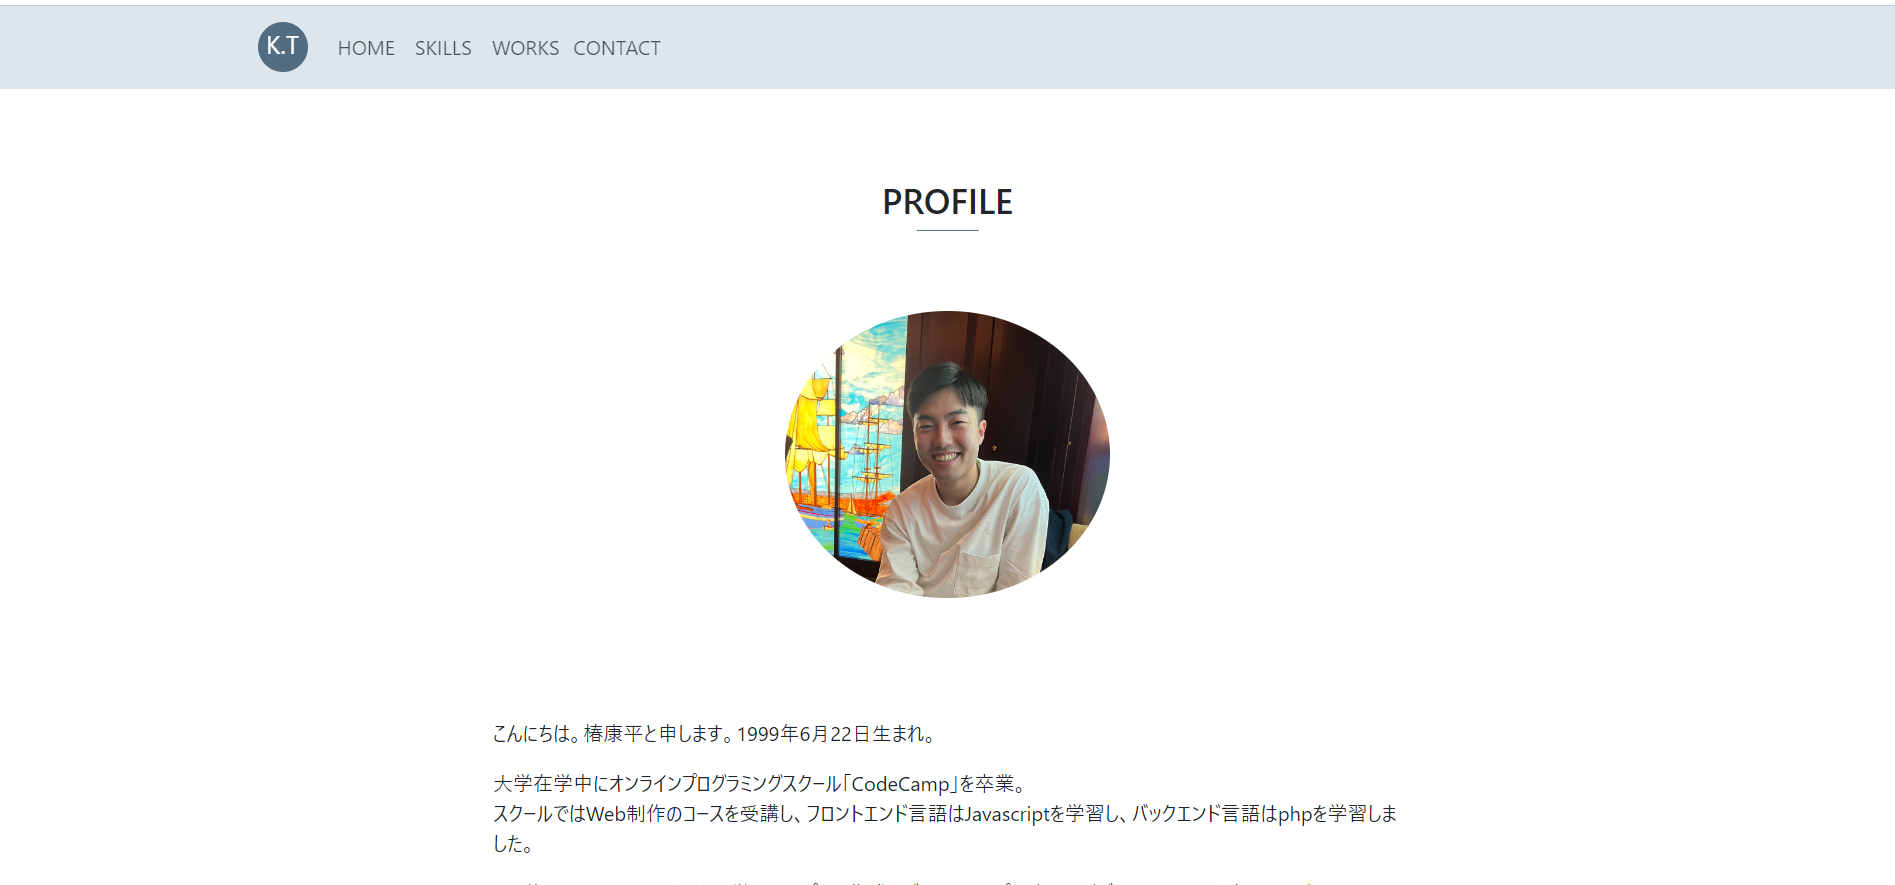 K.T HOME SKILLS WORKS CONTACT
PROFILE
こんにちは。椿康平と申します。1999年6月22日生まれ。
大学在学中にオンラインプログラミングスクール「CodeCamp」を卒業。
スクールではWeb制作のコースを受講し、フロントエンド言語はJavascriptを学習し、バックエンド言語はphpを学習しま
した。